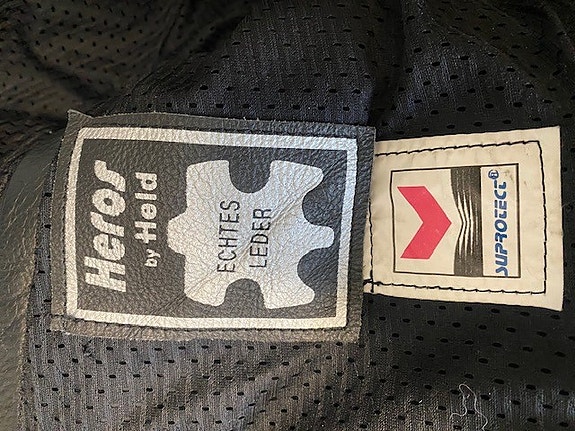 Heros
by Held
ECHTES
LEDER
SUPROTECT®